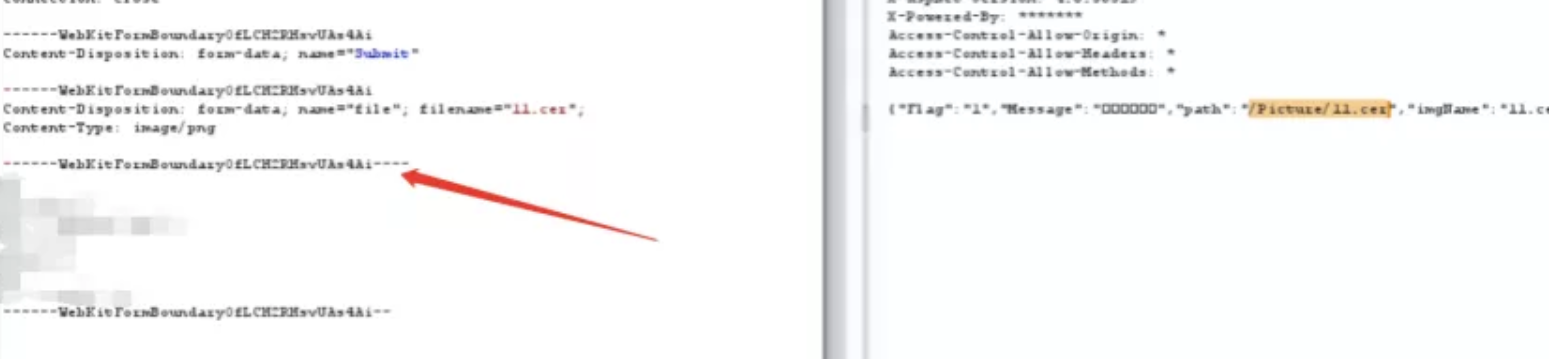 ------WebKitFormBoundary0fLCHZRHsvUAs4Ai
Content-Disposition: form-data; name="Submit"
------WebKitFormBoundary0fLCHZRHsvUAs4Ai
Content-Disposition: form-data; name="file"; filename="11.cer";
Content-Type: image/png
------WebKitFormBoundary0fLCHZRHsvUAs4Ai----
------WebKitFormBoundary0fLCHZRHsvUAs4Ai--
X-Powered-By: *******
Access-Control-Allow-Origin: *
Access-Control-Allow-Headers: *
Access-Control-Allow-Methods: *
{"Flag":"1","Message":"□□□□□□","path":"/Picture/11.cer","imgName":"11.ce